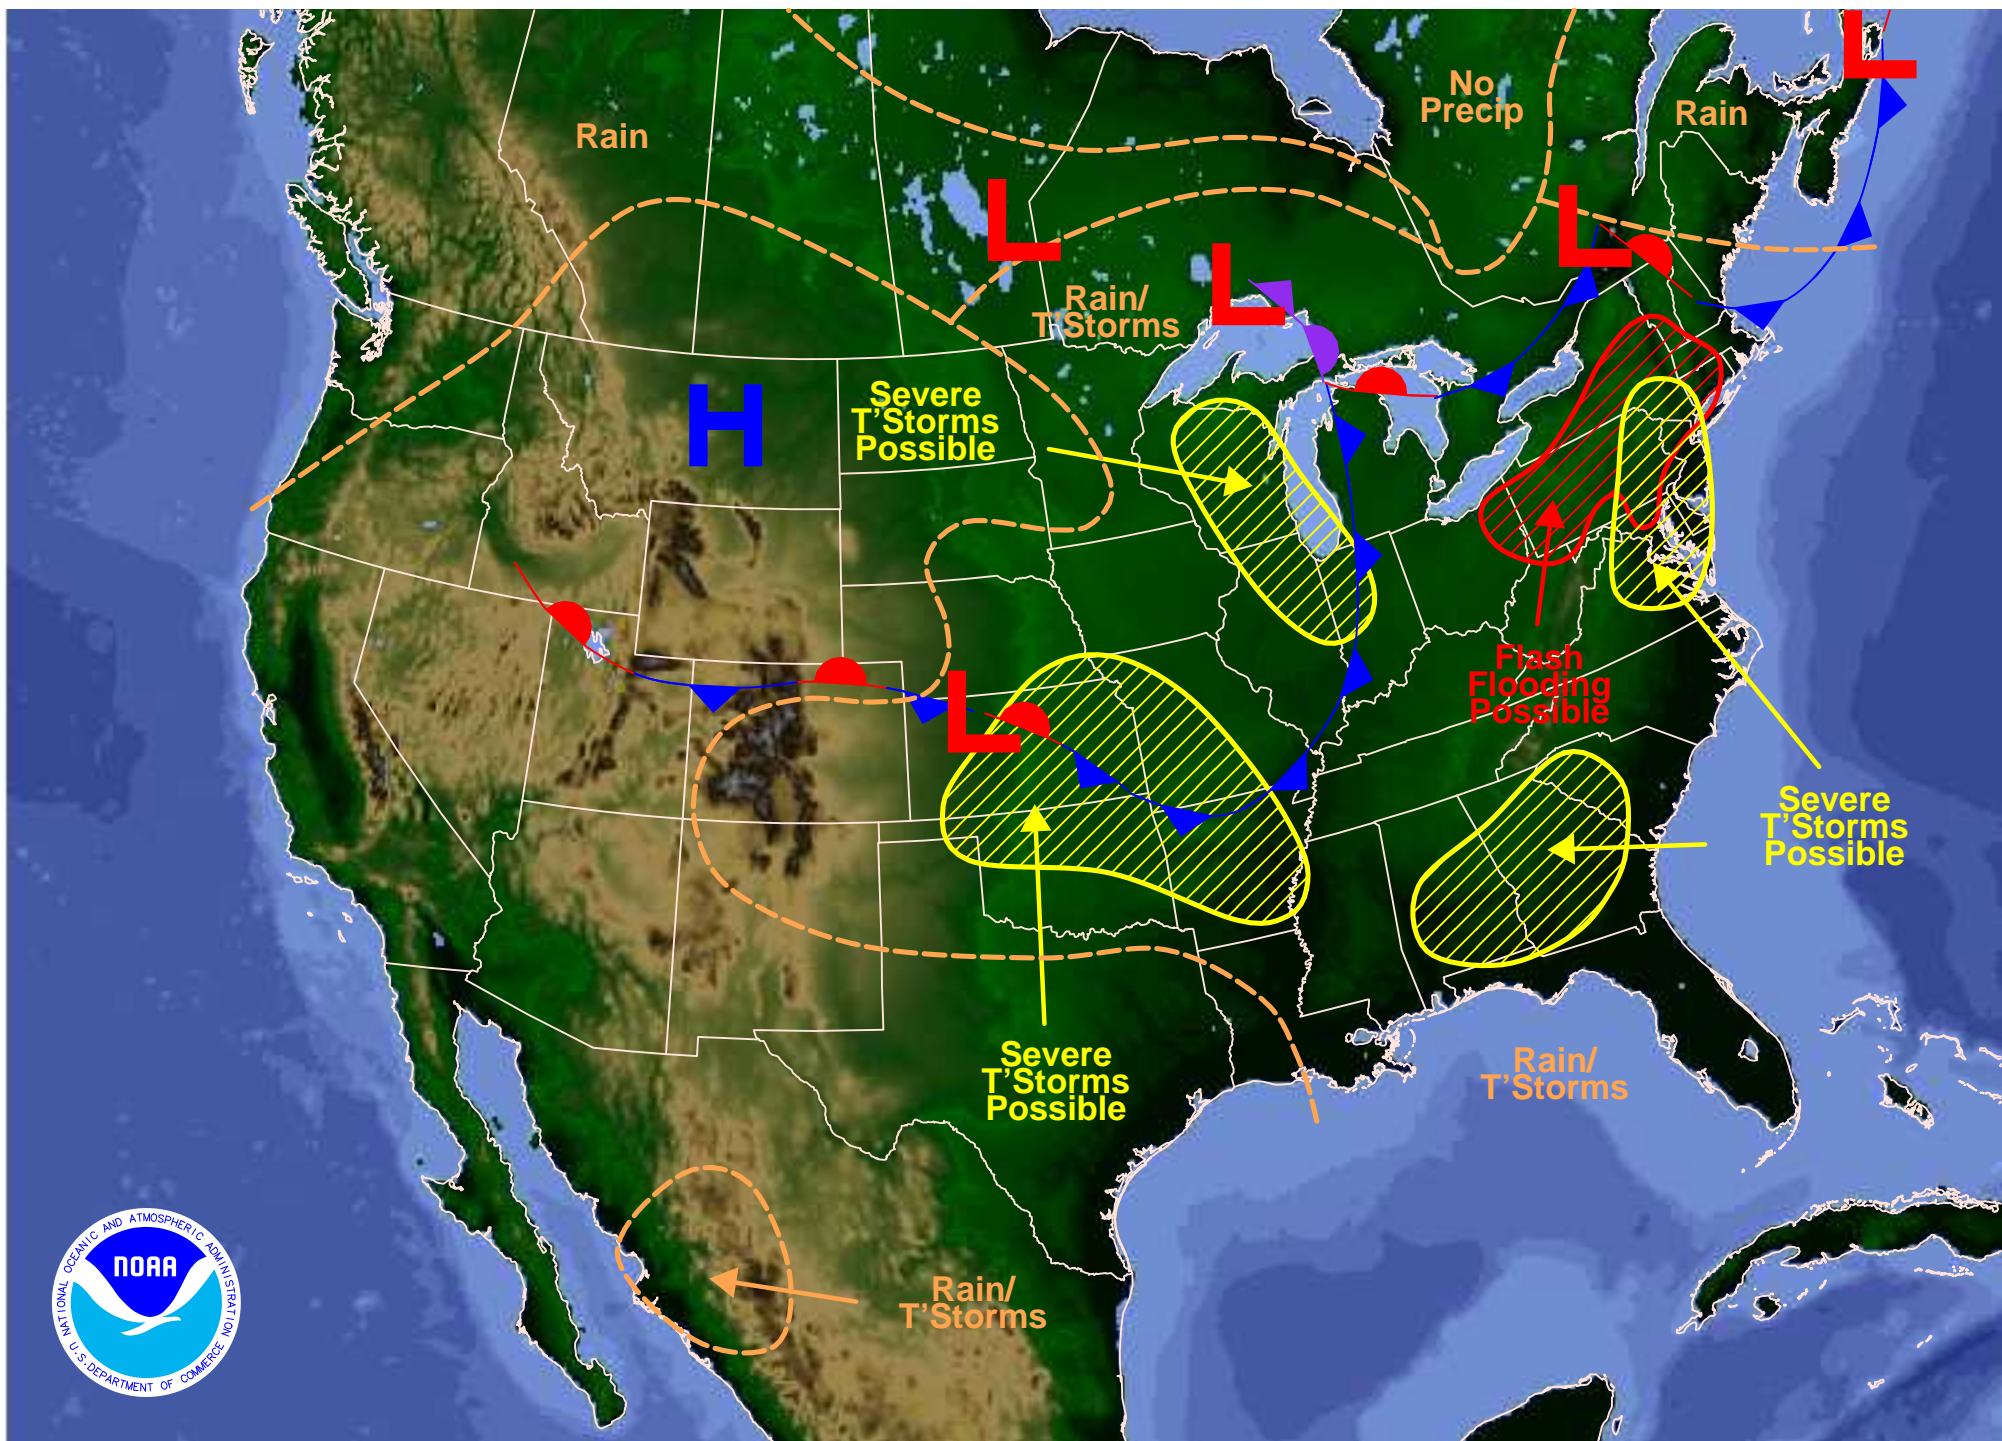 L
No
Precip
Rain
Rain
L
L
L
Rain/
T'Storms
H
Severe
T'Storms
Possible
Flash
Flooding
Possible
L
Severe
T'Storms
Possible
Severe
T'Storms
Possible
Rain/
T'Storms
Rain/
T'Storms
NATIONAL OCEANIC AND ATMOSPHERIC ADMINISTRATION
NOAA
U.S. DEPARTMENT OF COMMERCE